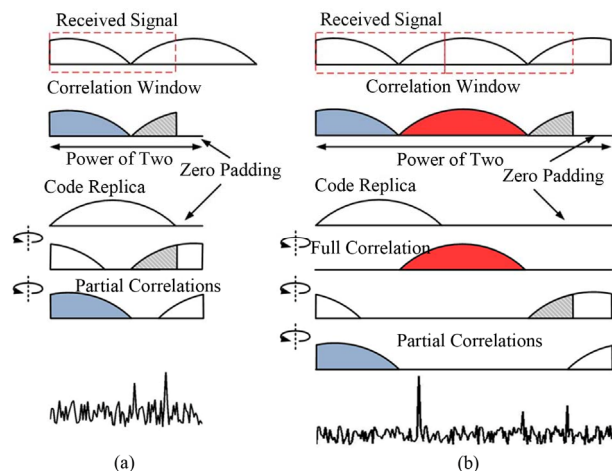 Received Signal
Correlation Window
Power of Two
Zero Padding
Code Replica
Partial Correlations
(a)
Received Signal
Correlation Window
Power of Two
Zero Padding
Code Replica
Full Correlation
Partial Correlations
(b)